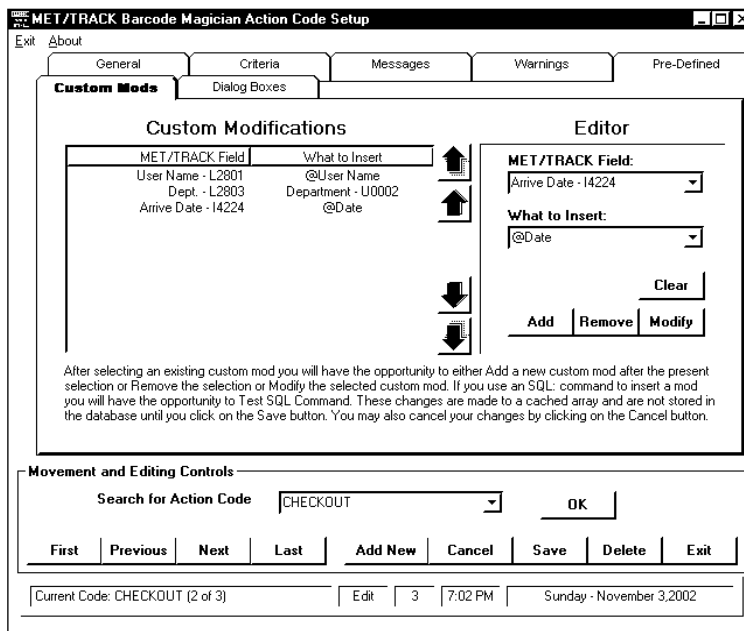 MET/TRACK Barcode Magician Action Code Setup
Exit About
General Criteria Messages Warnings Pre-Defined
Custom Mods Dialog Boxes
Custom Modifications
MET/TRACK Field What to Insert
User Name - L2801 @User Name
Dept. - L2803 Department - U0002
Arrive Date - I4224 @Date
Editor
MET/TRACK Field:
Arrive Date - I4224
What to Insert:
@Date
Clear
Add Remove Modify
After selecting an existing custom mod you will have the opportunity to either Add a new custom mod after the present
selection or Remove the selection or Modify the selected custom mod. If you use an SQL: command to insert a mod
you will have the opportunity to Test SQL Command. These changes are made to a cached array and are not stored in
the database until you click on the Save button. You may also cancel your changes by clicking on the Cancel button.
Movement and Editing Controls
Search for Action Code CHECKOUT OK
First Previous Next Last Add New Cancel Save Delete Exit
Current Code: CHECKOUT (2 of 3) Edit 3 7:02 PM Sunday - November 3,2002